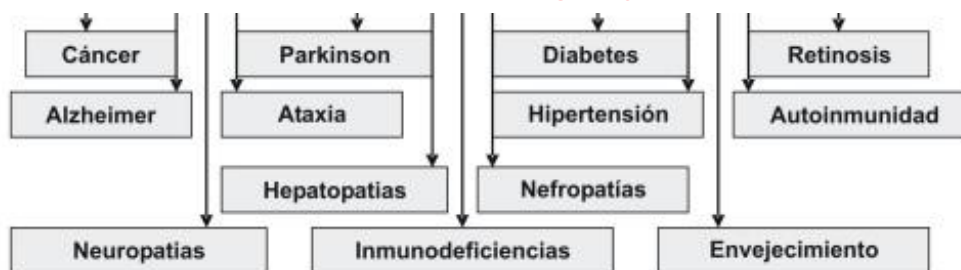 Cáncer Parkinson Diabetes Retinosis
Alzheimer Ataxia Hipertensión Autoinmunidad
Hepatopatias Nefropatías
Neuropatias Inmunodeficiencias Envejecimiento